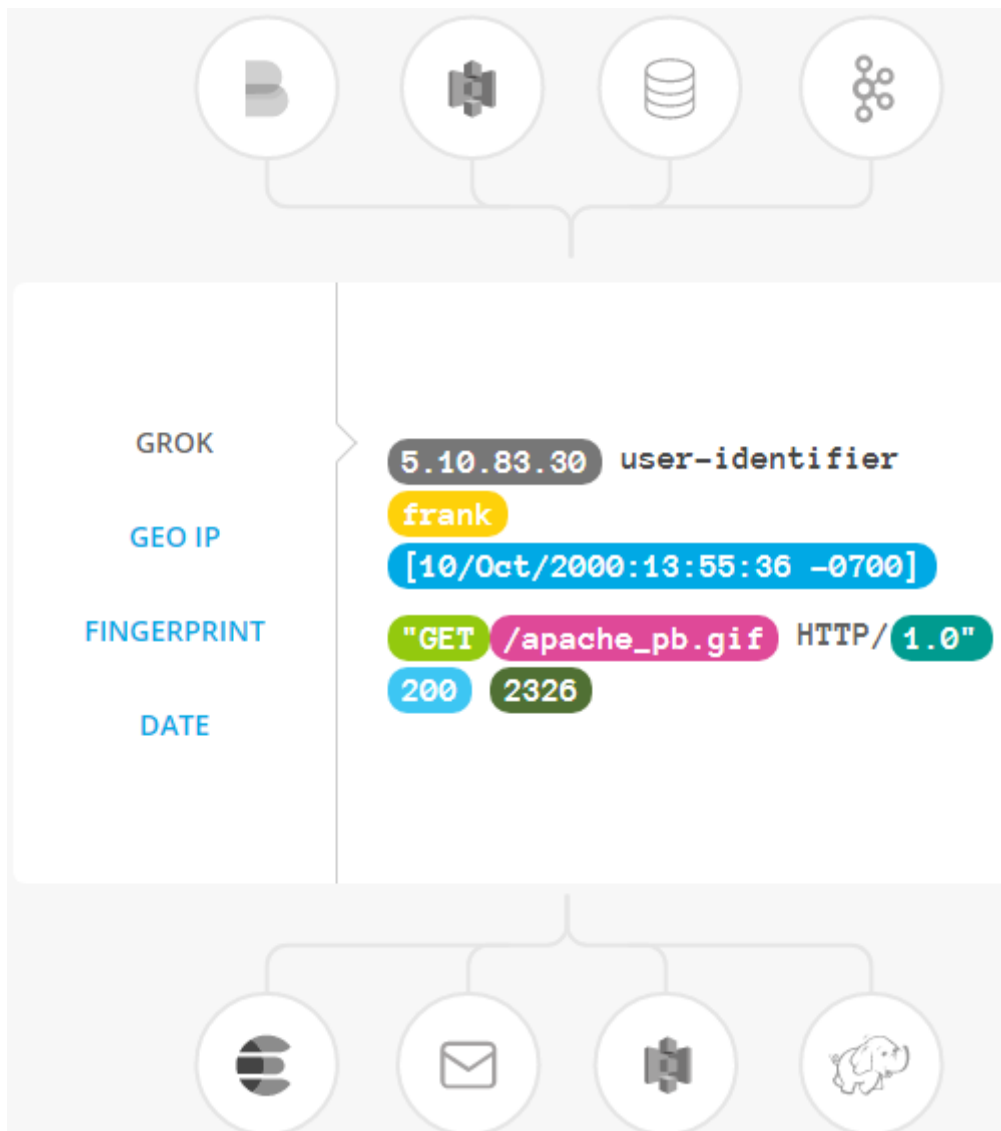 GROK
GEO IP
FINGERPRINT
DATE
5.10.83.30 user-identifier
frank
[10/Oct/2000:13:55:36 -0700]
"GET /apache_pb.gif HTTP/1.0"
200 2326